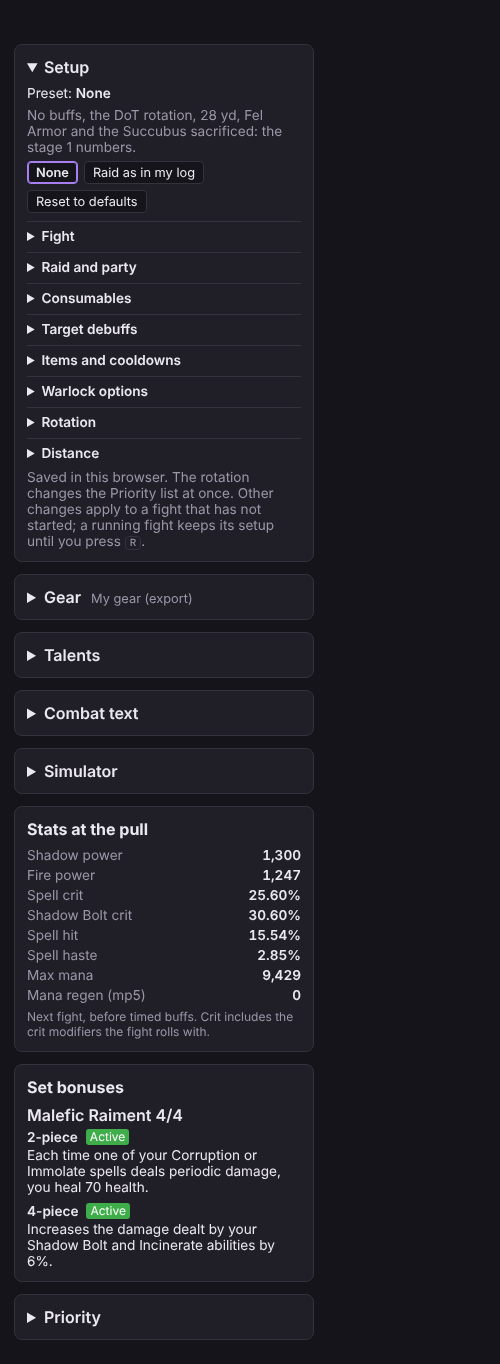 Setup
Preset: None
No buffs, the DoT rotation, 28 yd, Fel
Armor and the Succubus sacrificed: the
stage 1 numbers.
None
Raid as in my log
Reset to defaults
Fight
Raid and party
Consumables
Target debuffs
Items and cooldowns
Warlock options
Rotation
Distance
Saved in this browser. The rotation
changes the Priority list at once. Other
changes apply to a fight that has not
started; a running fight keeps its setup
until you press R.
Gear My gear (export)
Talents
Combat text
Simulator
Stats at the pull
Shadow power 1,300
Fire power 1,247
Spell crit 25.60%
Shadow Bolt crit 30.60%
Spell hit 15.54%
Spell haste 2.85%
Max mana 9,429
Mana regen (mp5) 0
Next fight, before timed buffs. Crit includes the
crit modifiers the fight rolls with.
Set bonuses
Malefic Raiment 4/4
2-piece Active
Each time one of your Corruption or
Immolate spells deals periodic damage,
you heal 70 health.
4-piece Active
Increases the damage dealt by your
Shadow Bolt and Incinerate abilities by
6%.
Priority